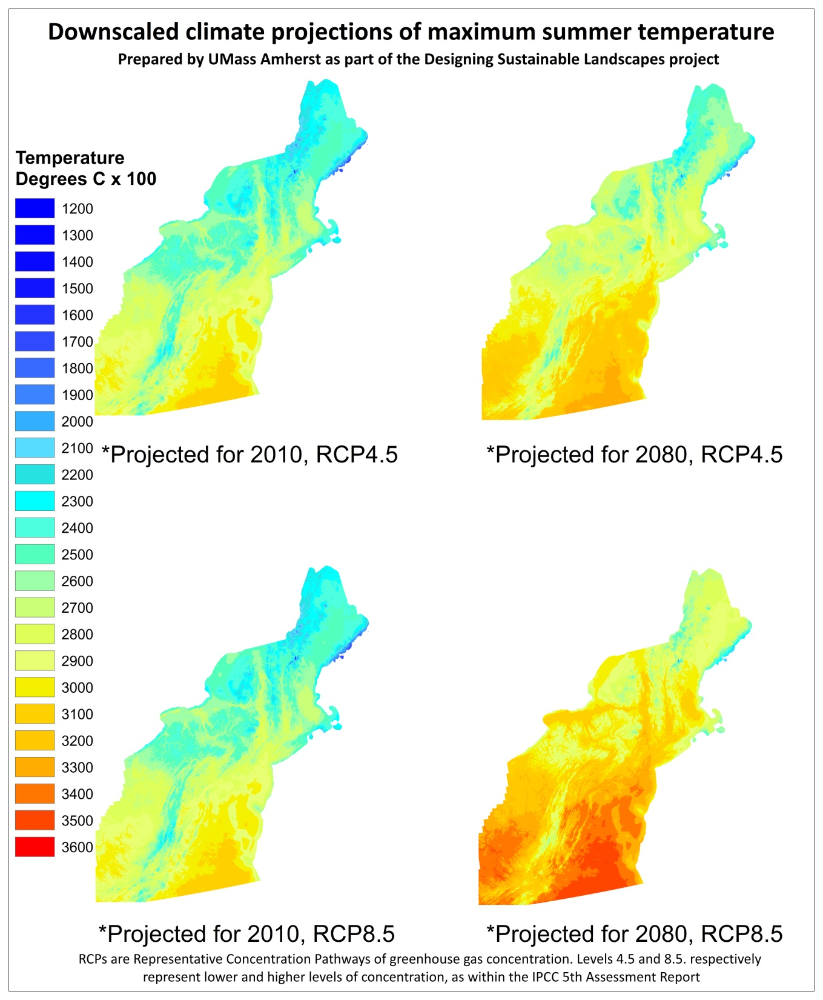 Downscaled climate projections of maximum summer temperature
Prepared by UMass Amherst as part of the Designing Sustainable Landscapes project
Temperature
Degrees C x 100
1200
1300
1400
1500
1600
1700
1800
1900
2000
2100
2200
2300
2400
2500
2600
2700
2800
2900
3000
3100
3200
3300
3400
3500
3600
*Projected for 2010, RCP4.5
*Projected for 2080, RCP4.5
*Projected for 2010, RCP8.5
*Projected for 2080, RCP8.5
RCPs are Representative Concentration Pathways of greenhouse gas concentration. Levels 4.5 and 8.5. respectively
represent lower and higher levels of concentration, as within the IPCC 5th Assessment Report